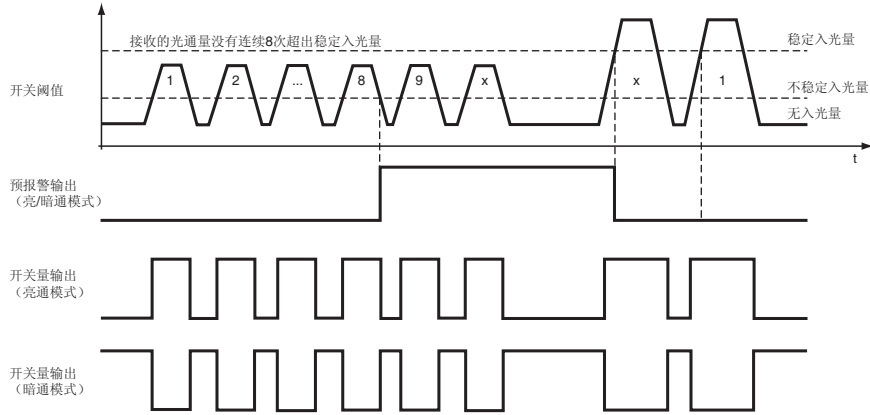 接收的光通量没有连续8次超出稳定入光量
稳定入光量
开关阈值
1 2 ... 8 9 x x 1
不稳定入光量
无入光量
t
预报警输出
（亮/暗通模式）
开关量输出
（亮通模式）
开关量输出
（暗通模式）